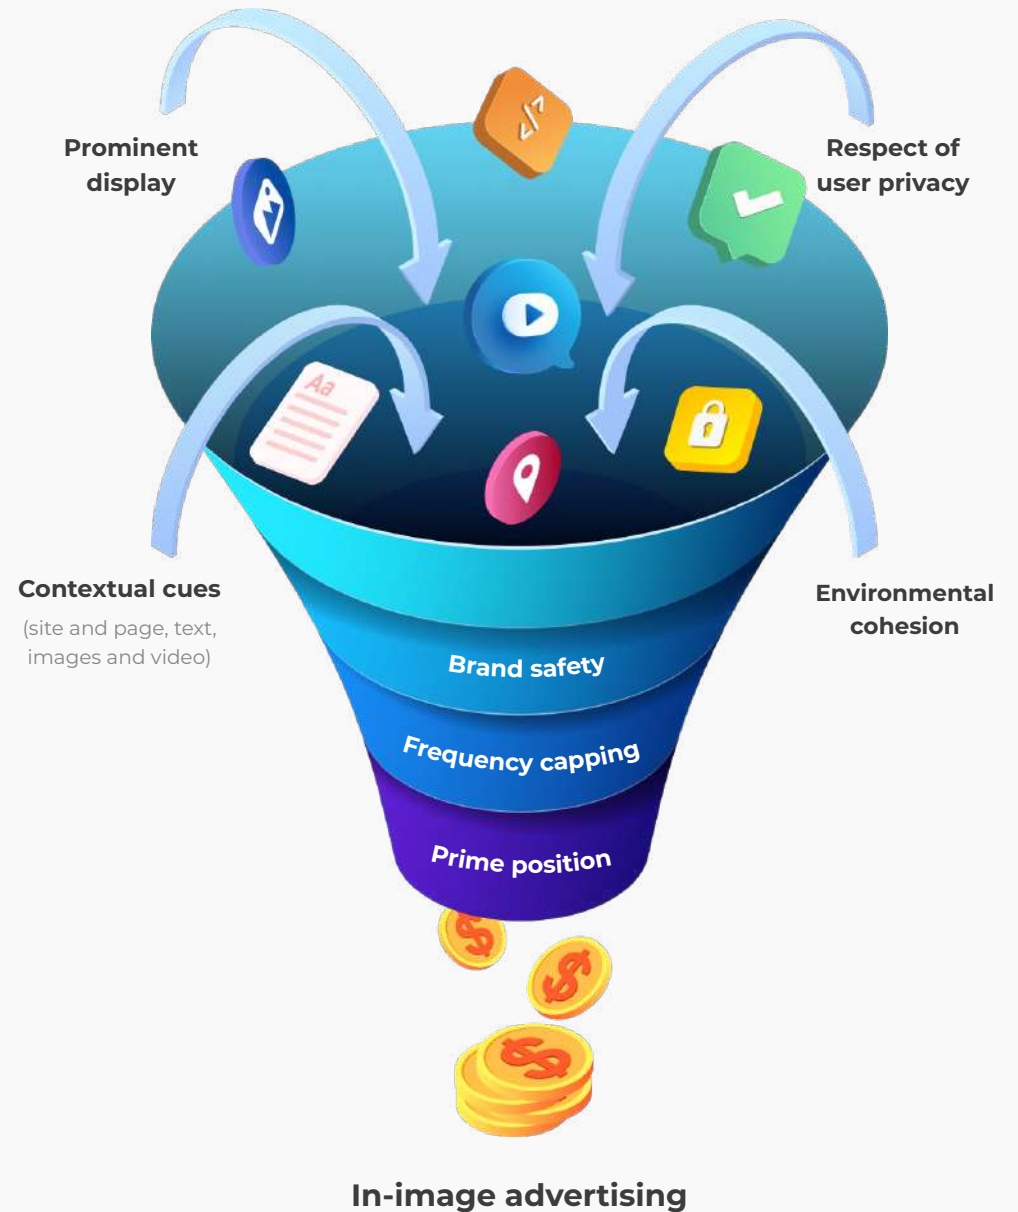 Prominent
display
Respect of
user privacy
Aa
Contextual cues
(site and page, text,
images and video)
Environmental
cohesion
Brand safety
Frequency capping
Prime position
$
$
$
In-image advertising